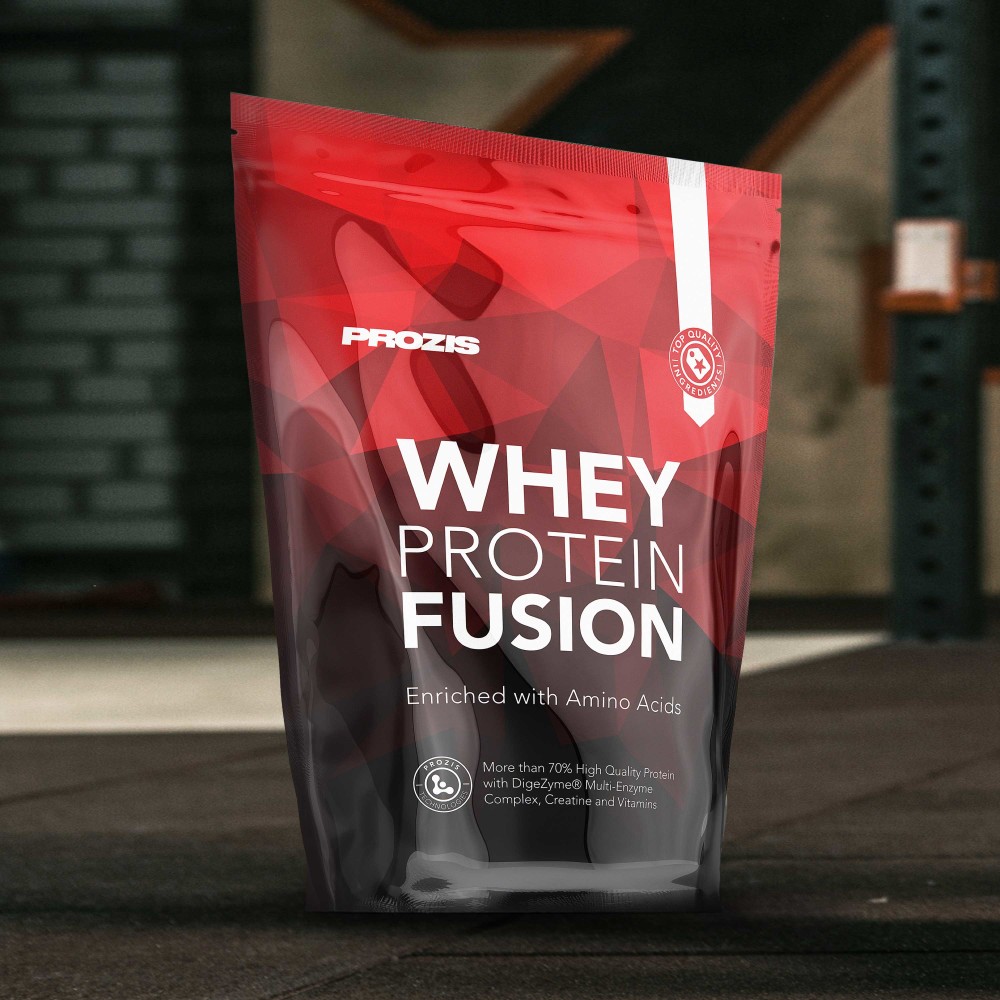 PROZIS
TOP QUALITY
INGREDIENTS
WHEY
PROTEIN
FUSION
Enriched with Amino Acids
PROZIS
TECHNOLOGIES
More than 70% High Quality Protein
with DigeZyme® Multi-Enzyme
Complex, Creatine and Vitamins